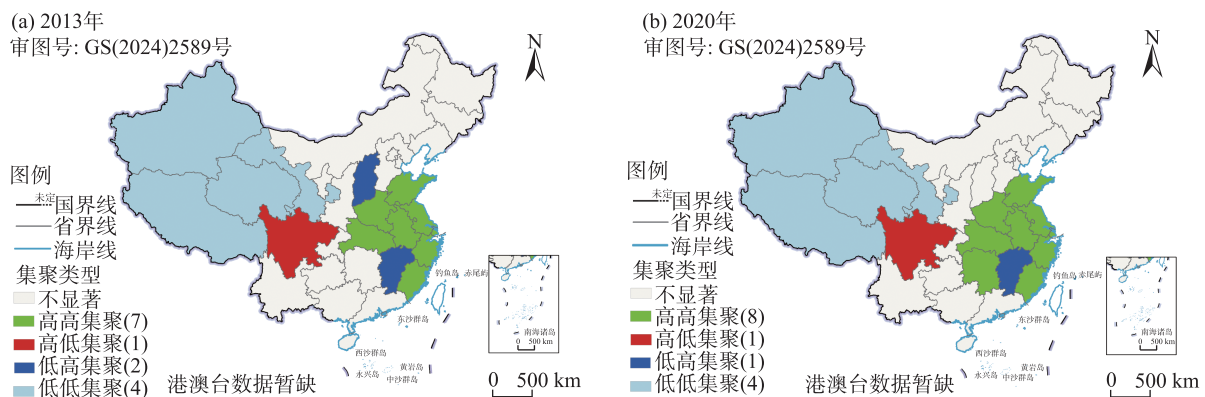 (a) 2013年
审图号: GS(2024)2589号
N
图例
未定
国界线
省界线
海岸线
集聚类型
不显著
高高集聚(7)
高低集聚(1)
低高集聚(2)
低低集聚(4)
钓鱼岛 赤尾屿
东沙群岛
西沙群岛
黄岩岛
永兴岛
中沙群岛
南海诸岛
0 500 km
港澳台数据暂缺
0 500 km
(b) 2020年
审图号: GS(2024)2589号
N
图例
未定
国界线
省界线
海岸线
集聚类型
不显著
高高集聚(8)
高低集聚(1)
低高集聚(1)
低低集聚(4)
钓鱼岛 赤尾屿
东沙群岛
西沙群岛
黄岩岛
永兴岛 中沙群岛
南海诸岛
0 500 km
港澳台数据暂缺
0 500 km